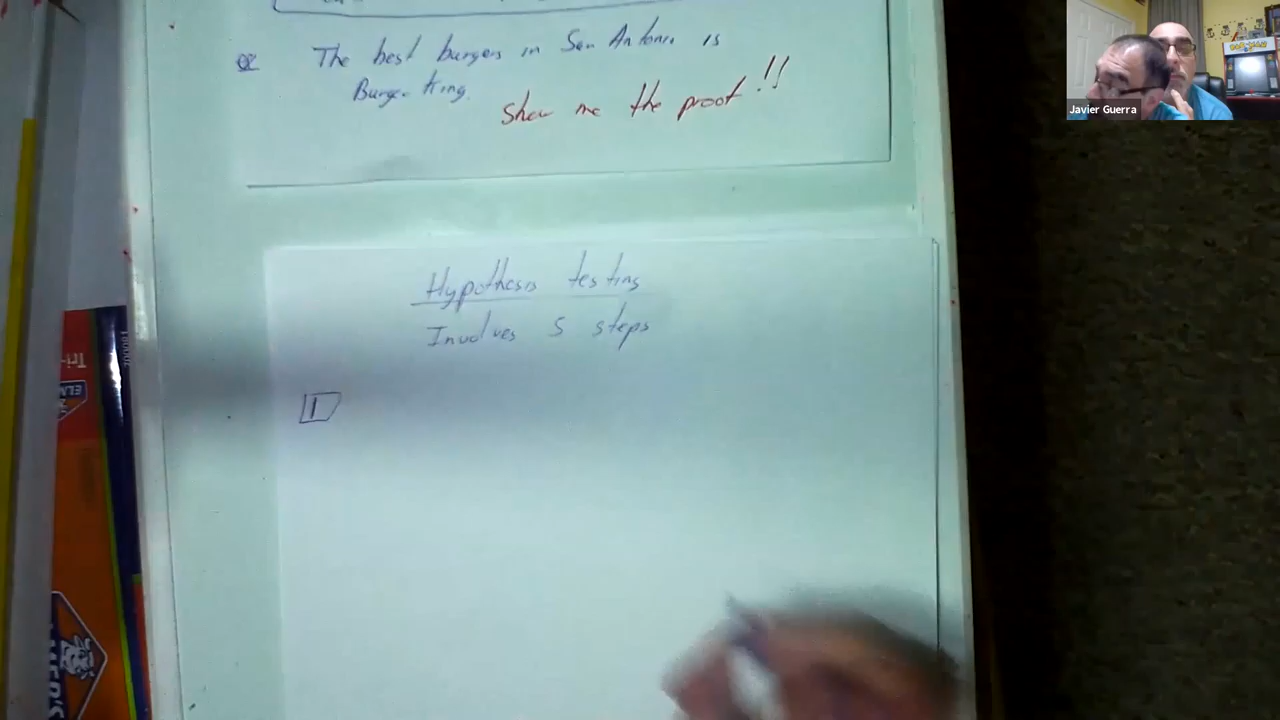 Ex The best burgers in San Antonio is
Burger King.
Show me the proof!!
Hypothesis testing
Involves 5 steps
1
Javier Guerra